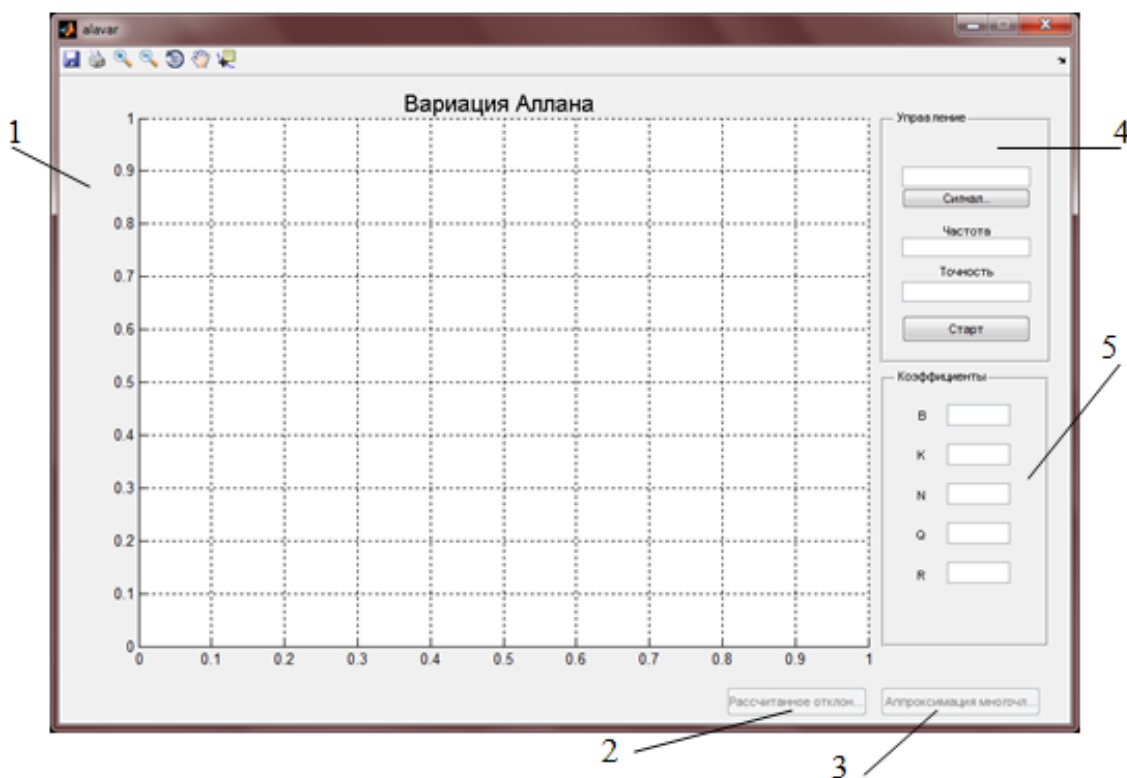 alavar
Вариация Аллана
1
0.9
0.8
0.7
0.6
0.5
0.4
0.3
0.2
0.1
0
0 0.1 0.2 0.3 0.4 0.5 0.6 0.7 0.8 0.9 1
Управление
Сигнал...
Частота
Точность
Старт
Коэффициенты
B
K
N
Q
R
Рассчитанное отклон...
Аппроксимация многочл...
1
2
3
4
5